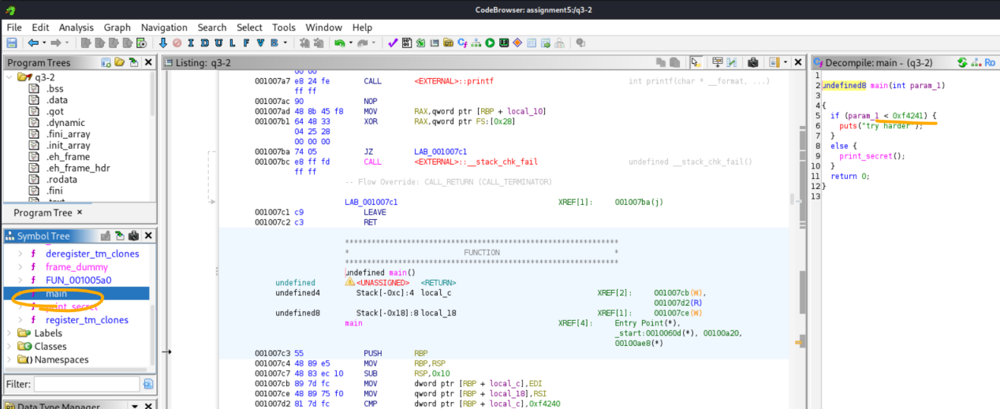 CodeBrowser: assignment5:/q3-2
File Edit Analysis Graph Navigation Search Select Tools Window Help
I D U L F V B
Program Trees
q3-2
.bss
.data
.got
.dynamic
.fini_array
.init_array
.eh_frame
.eh_frame_hdr
.rodata
.fini
.text
Program Tree ×
Symbol Tree
deregister_tm_clones
frame_dummy
FUN_001005a0
main
print_secret
register_tm_clones
Labels
Classes
Namespaces
Filter:
Data Type Manager
Listing: q3-2
00 00
001007a7 e8 24 fe CALL <EXTERNAL>::printf int printf(char * __format, ...)
ff ff
001007ac 90 NOP
001007ad 48 8b 45 f8 MOV RAX,qword ptr [RBP + local_10]
001007b1 64 48 33 XOR RAX,qword ptr FS:[0x28]
04 25 28
00 00 00
001007ba 74 05 JZ LAB_001007c1
001007bc e8 ff fd CALL <EXTERNAL>::__stack_chk_fail undefined __stack_chk_fail()
ff ff
-- Flow Override: CALL_RETURN (CALL_TERMINATOR)
LAB_001007c1 XREF[1]: 001007ba(j)
001007c1 c9 LEAVE
001007c2 c3 RET
****************************************************************
* FUNCTION *
****************************************************************
undefined main()
undefined <UNASSIGNED> <RETURN>
undefined4 Stack[-0xc]:4 local_c XREF[2]: 001007cb(W),
001007d2(R)
undefined8 Stack[-0x18]:8 local_18 XREF[1]: 001007ce(W)
main XREF[4]: Entry Point(*),
_start:0010060d(*), 00100a20,
00100ae8(*)
001007c3 55 PUSH RBP
001007c4 48 89 e5 MOV RBP,RSP
001007c7 48 83 ec 10 SUB RSP,0x10
001007cb 89 7d fc MOV dword ptr [RBP + local_c],EDI
001007ce 48 89 75 f0 MOV qword ptr [RBP + local_18],RSI
001007d2 81 7d fc CMP dword ptr [RBP + local_c],0xf4240
Decompile: main - (q3-2)
Ro
1
2 undefined8 main(int param_1)
3
4 {
5 if (param_1 < 0xf4241) {
6 puts("try harder");
7 }
8 else {
9 print_secret();
10 }
11 return 0;
12 }
13